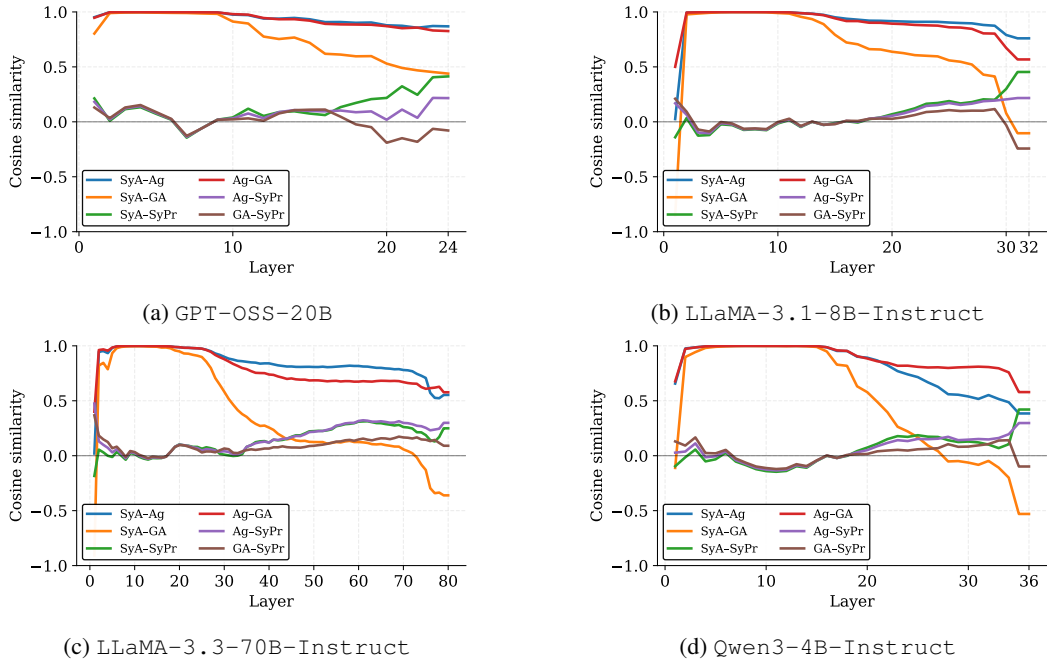 1.0
0.5
0.0
−0.5
−1.0
Cosine similarity
SyA–Ag
SyA–GA
SyA–SyPr
Ag–GA
Ag–SyPr
GA–SyPr
1 10 20 24
Layer
(a) GPT-OSS-20B
1.0
0.5
0.0
−0.5
−1.0
Cosine similarity
SyA–Ag
SyA–GA
SyA–SyPr
Ag–GA
Ag–SyPr
GA–SyPr
1 10 20 30 32
Layer
(b) LLaMA-3.1-8B-Instruct
1.0
0.5
0.0
−0.5
−1.0
Cosine similarity
SyA–Ag
SyA–GA
SyA–SyPr
Ag–GA
Ag–SyPr
GA–SyPr
1 10 20 30 40 50 60 70 80
Layer
(c) LLaMA-3.3-70B-Instruct
1.0
0.5
0.0
−0.5
−1.0
Cosine similarity
SyA–Ag
SyA–GA
SyA–SyPr
Ag–GA
Ag–SyPr
GA–SyPr
1 10 20 30 36
Layer
(d) Qwen3-4B-Instruct